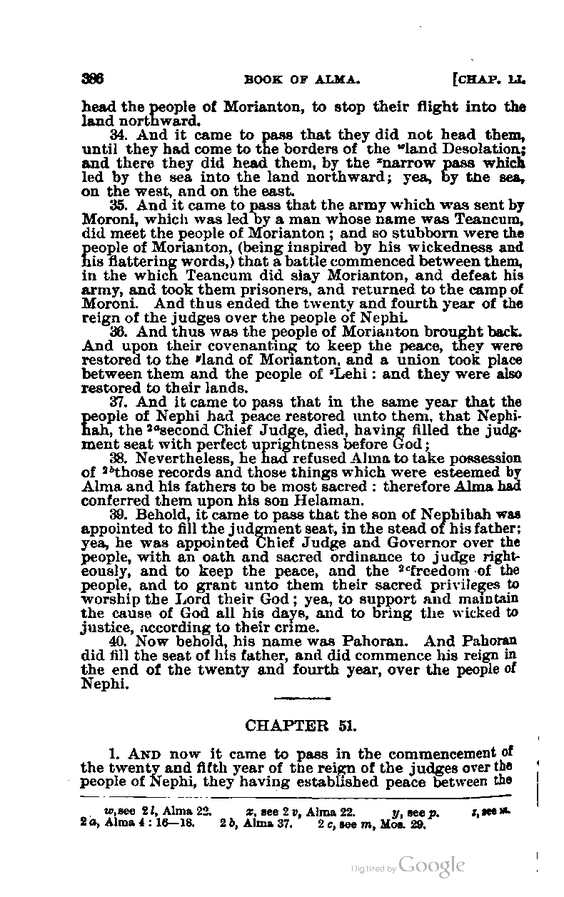 386 BOOK OF ALMA. [CHAP. LI.
head the people of Morianton, to stop their flight into the
land northward.
34. And it came to pass that they did not head them,
until they had come to the borders of the ʷland Desolation;
and there they did head them, by the ˣnarrow pass which
led by the sea into the land northward; yea, by the sea,
on the west, and on the east.
35. And it came to pass that the army which was sent by
Moroni, which was led by a man whose name was Teancum,
did meet the people of Morianton ; and so stubborn were the
people of Morianton, (being inspired by his wickedness and
his flattering words,) that a battle commenced between them,
in the which Teancum did slay Morianton, and defeat his
army, and took them prisoners, and returned to the camp of
Moroni. And thus ended the twenty and fourth year of the
reign of the judges over the people of Nephi.
36. And thus was the people of Morianton brought back.
And upon their covenanting to keep the peace, they were
restored to the ʸland of Morianton, and a union took place
between them and the people of ᶻLehi : and they were also
restored to their lands.
37. And it came to pass that in the same year that the
people of Nephi had peace restored unto them, that Nephi-
hah, the ²ᵃsecond Chief Judge, died, having filled the judg-
ment seat with perfect uprightness before God ;
38. Nevertheless, he had refused Alma to take possession
of ²ᵇthose records and those things which were esteemed by
Alma and his fathers to be most sacred : therefore Alma had
conferred them upon his son Helaman.
39. Behold, it came to pass that the son of Nephihah was
appointed to fill the judgment seat, in the stead of his father;
yea, he was appointed Chief Judge and Governor over the
people, with an oath and sacred ordinance to judge right-
eously, and to keep the peace, and the ²ᶜfreedom of the
people, and to grant unto them their sacred privileges to
worship the Lord their God ; yea, to support and maintain
the cause of God all his days, and to bring the wicked to
justice, according to their crime.
40. Now behold, his name was Pahoran. And Pahoran
did fill the seat of his father, and did commence his reign in
the end of the twenty and fourth year, over the people of
Nephi.
CHAPTER 51.
1. AND now it came to pass in the commencement of
the twenty and fifth year of the reign of the judges over the
people of Nephi, they having established peace between the
w, see 2 l, Alma 22. x, see 2 v, Alma 22. y, see p. z, see m.
2 a, Alma 4 : 16—18. 2 b, Alma 37. 2 c, see m, Mos. 29.
Digitized by Google